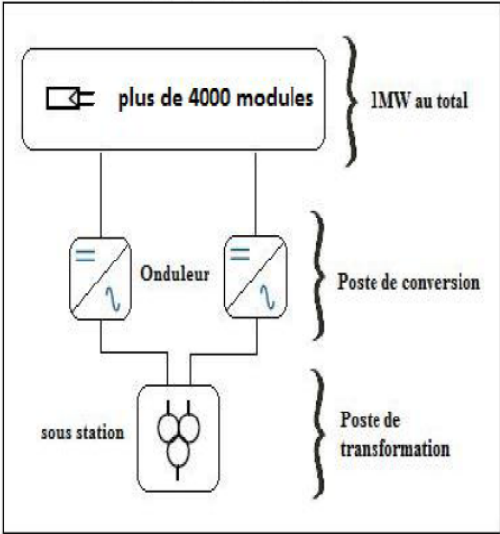 plus de 4000 modules
1MW au total
Onduleur
Poste de conversion
sous station
Poste de
transformation